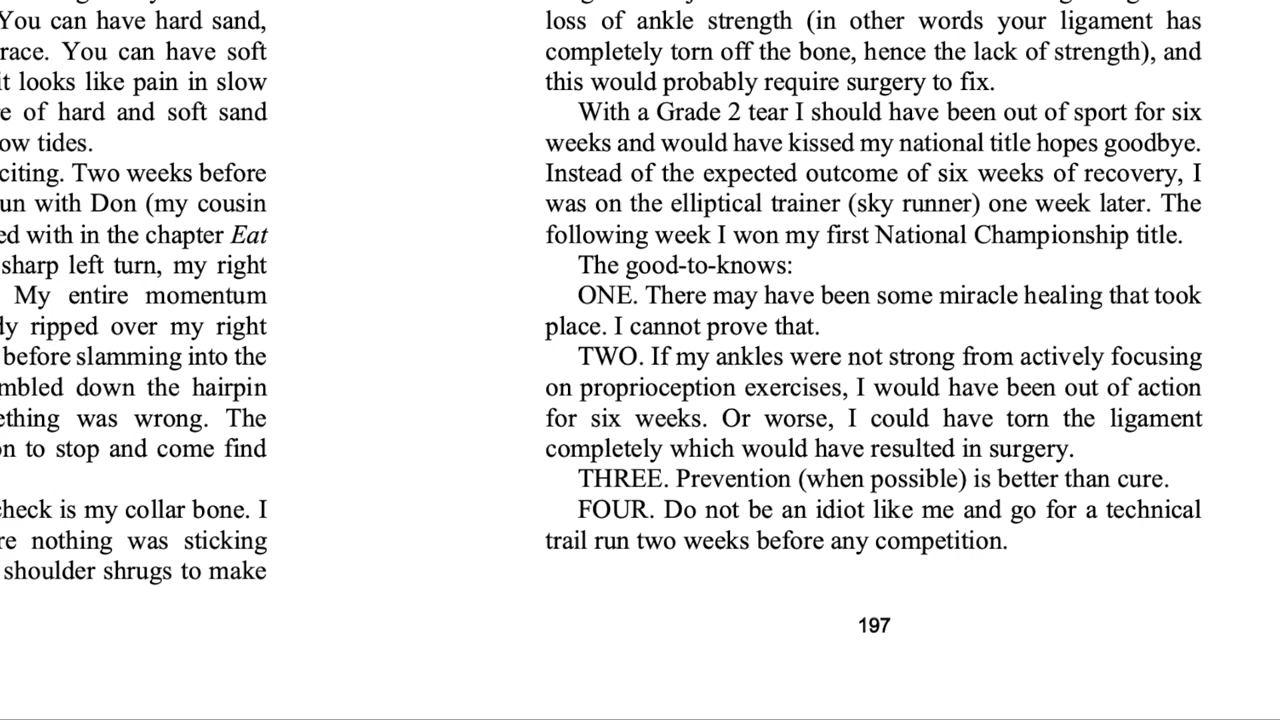 You can have hard sand,
race. You can have soft
it looks like pain in slow
of hard and soft sand
tides.
Two weeks before
with Don (my cousin
with in the chapter Eat
sharp left turn, my right
My entire momentum
ripped over my right
before slamming into the
down the hairpin
was wrong. The
to stop and come find
check is my collar bone. I
nothing was sticking
shoulder shrugs to make
loss of ankle strength (in other words your ligament has
completely torn off the bone, hence the lack of strength), and
this would probably require surgery to fix.
With a Grade 2 tear I should have been out of sport for six
weeks and would have kissed my national title hopes goodbye.
Instead of the expected outcome of six weeks of recovery, I
was on the elliptical trainer (sky runner) one week later. The
following week I won my first National Championship title.
The good-to-knows:
ONE. There may have been some miracle healing that took
place. I cannot prove that.
TWO. If my ankles were not strong from actively focusing
on proprioception exercises, I would have been out of action
for six weeks. Or worse, I could have torn the ligament
completely which would have resulted in surgery.
THREE. Prevention (when possible) is better than cure.
FOUR. Do not be an idiot like me and go for a technical
trail run two weeks before any competition.
197